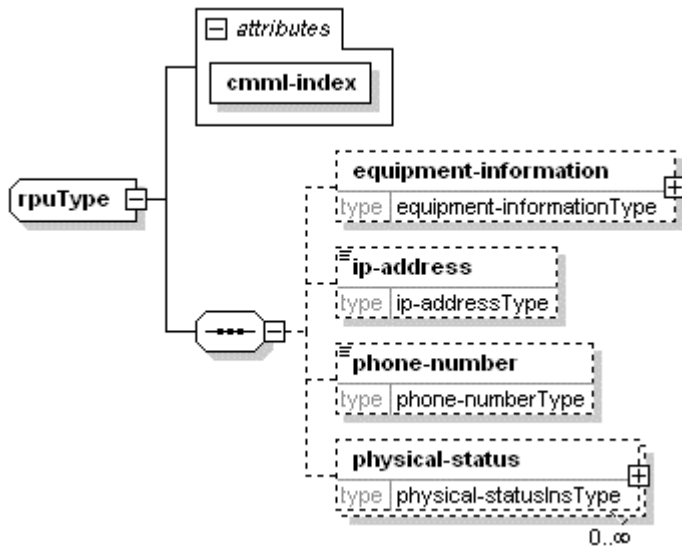 attributes
cmml-index
rpuType
equipment-information
type equipment-informationType
ip-address
type ip-addressType
phone-number
type phone-numberType
physical-status
type physical-statusInsType
0..∞